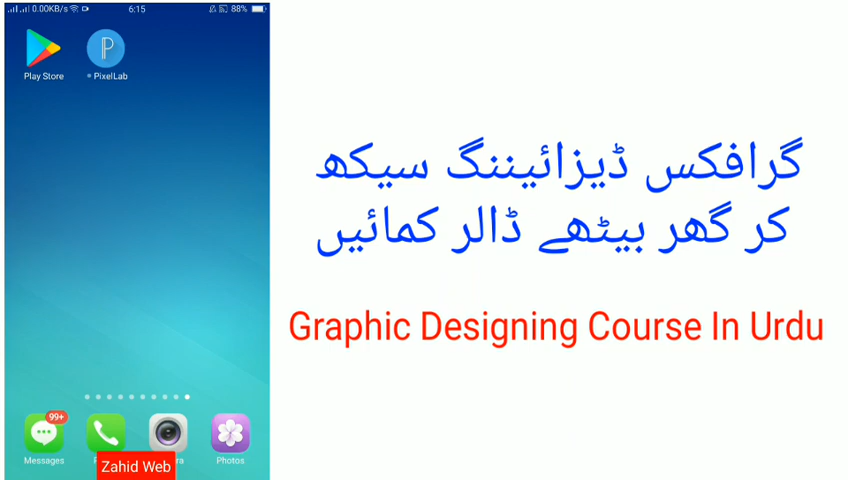 0.00KB/s 6:15 88%
Play Store PixelLab
گرافکس ڈیزائیننگ سیکھ
کر گھر بیٹھے ڈالر کمائیں
Graphic Designing Course In Urdu
99+
Messages Photos
Zahid Web